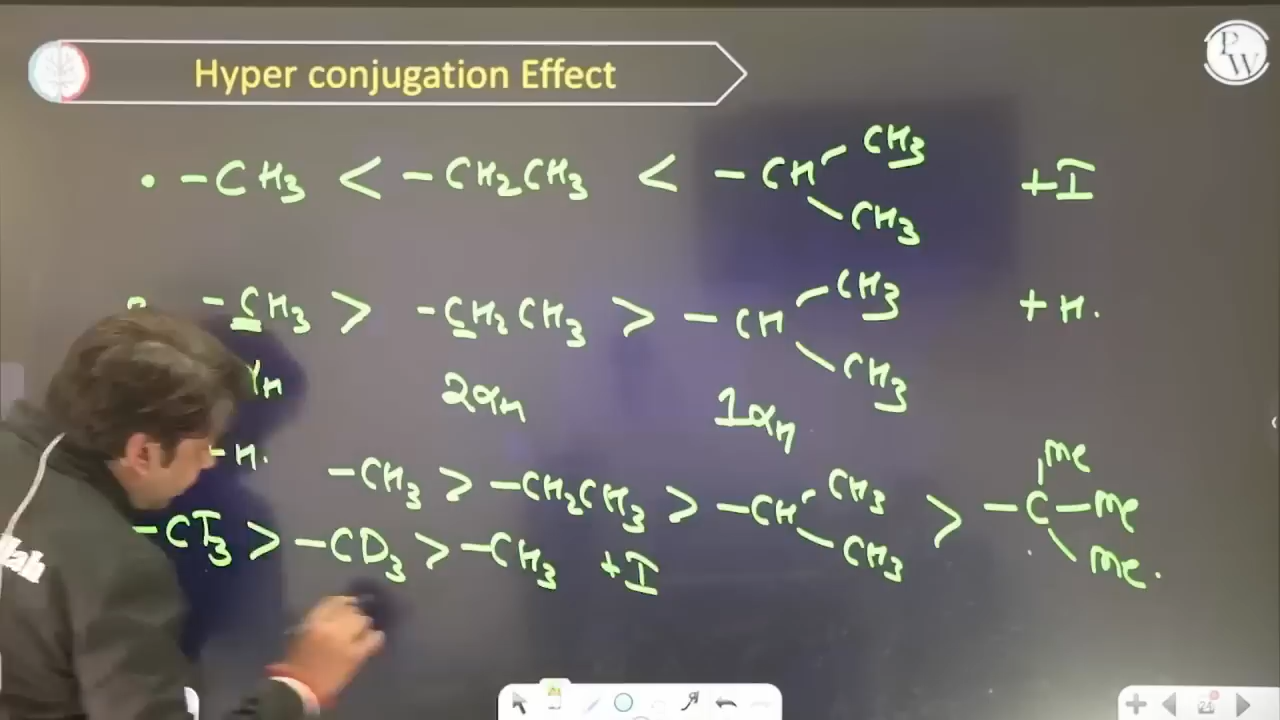 Hyper conjugation Effect
PW
• -CH3 < -CH2CH3 < -CH CH3 CH3 +I
-CH3 > -CH2CH3 > -CH CH3 CH3 +H.
2αH 1αH
-H.
-CH3 > -CH2CH3 > -CH CH3 CH3 > -C Me Me Me.
-CT3 > -CD3 > -CH3 +I